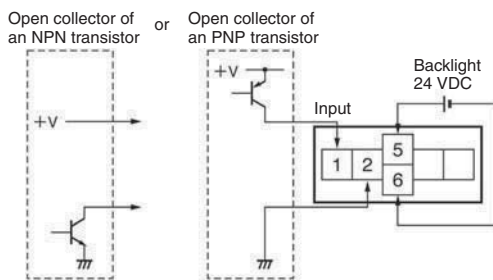 Open collector of
an NPN transistor
or
Open collector of
an PNP transistor
+V
+V
Backlight
24 VDC
Input
1 2 5
6